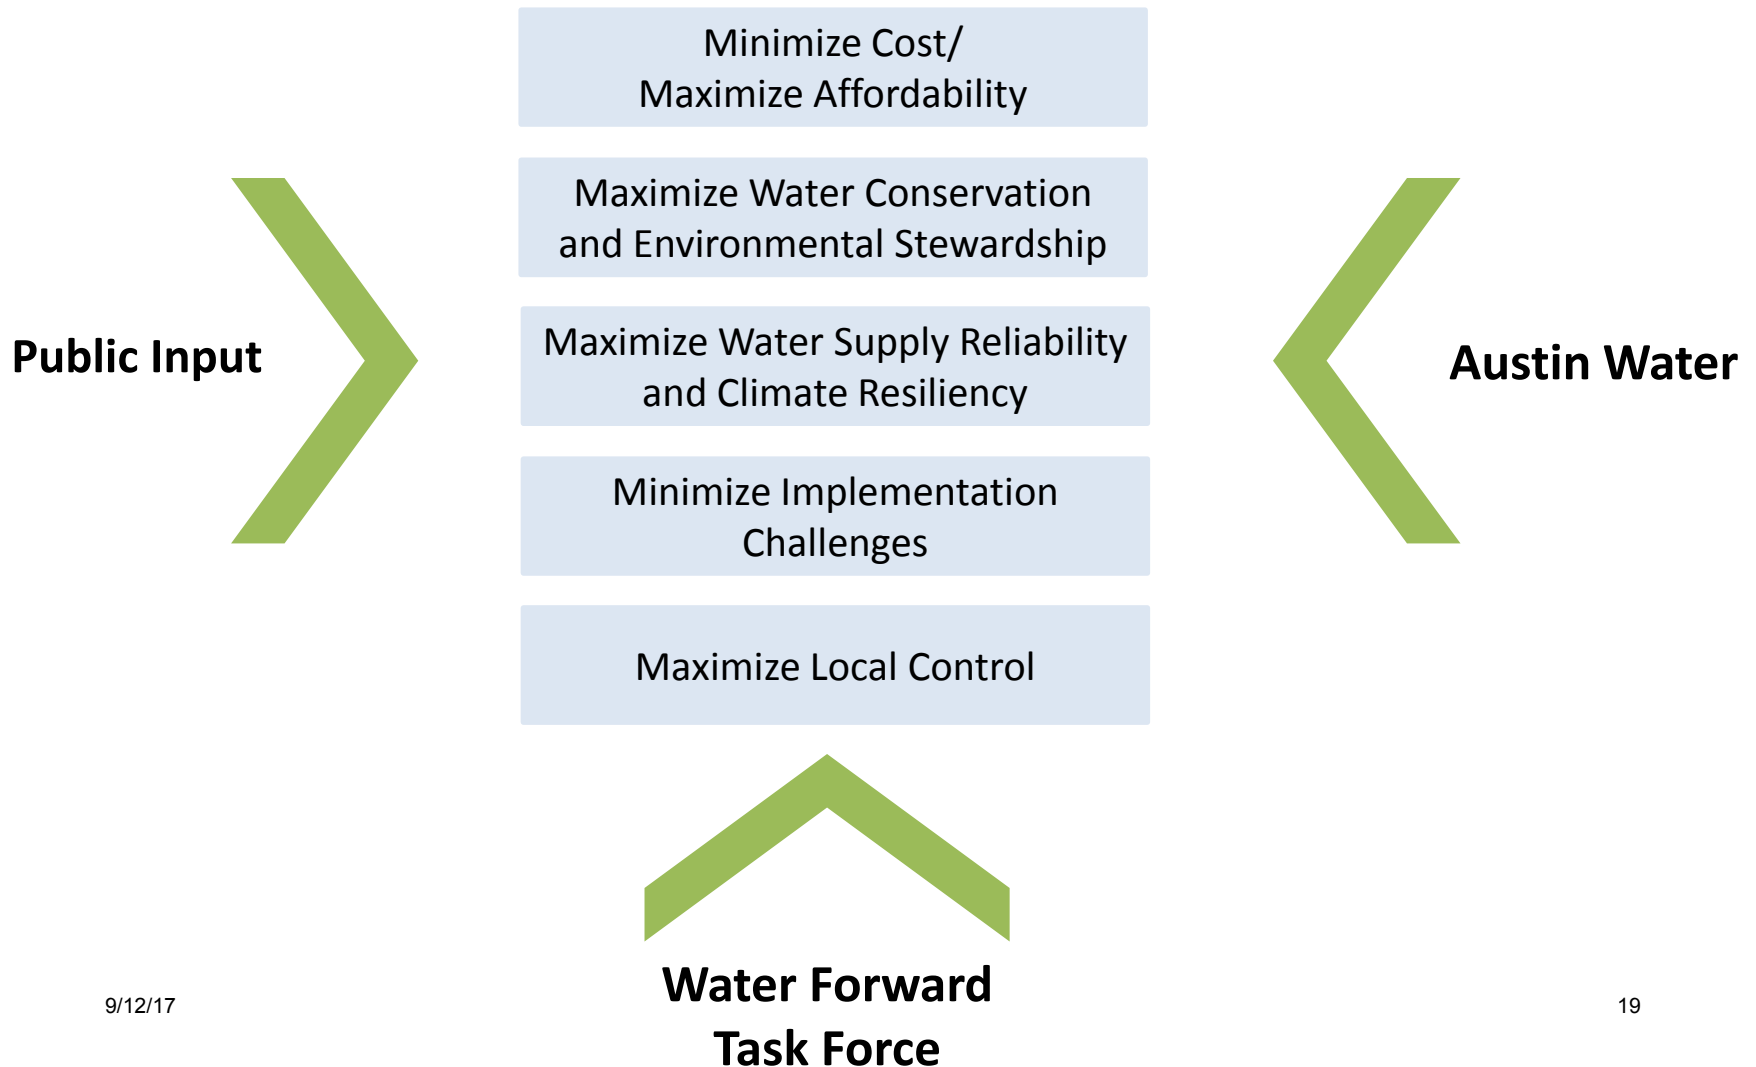 Minimize Cost/
Maximize Affordability
Maximize Water Conservation
and Environmental Stewardship
Public Input
Maximize Water Supply Reliability
and Climate Resiliency
Austin Water
Minimize Implementation
Challenges
Maximize Local Control
Water Forward
Task Force
9/12/17
19